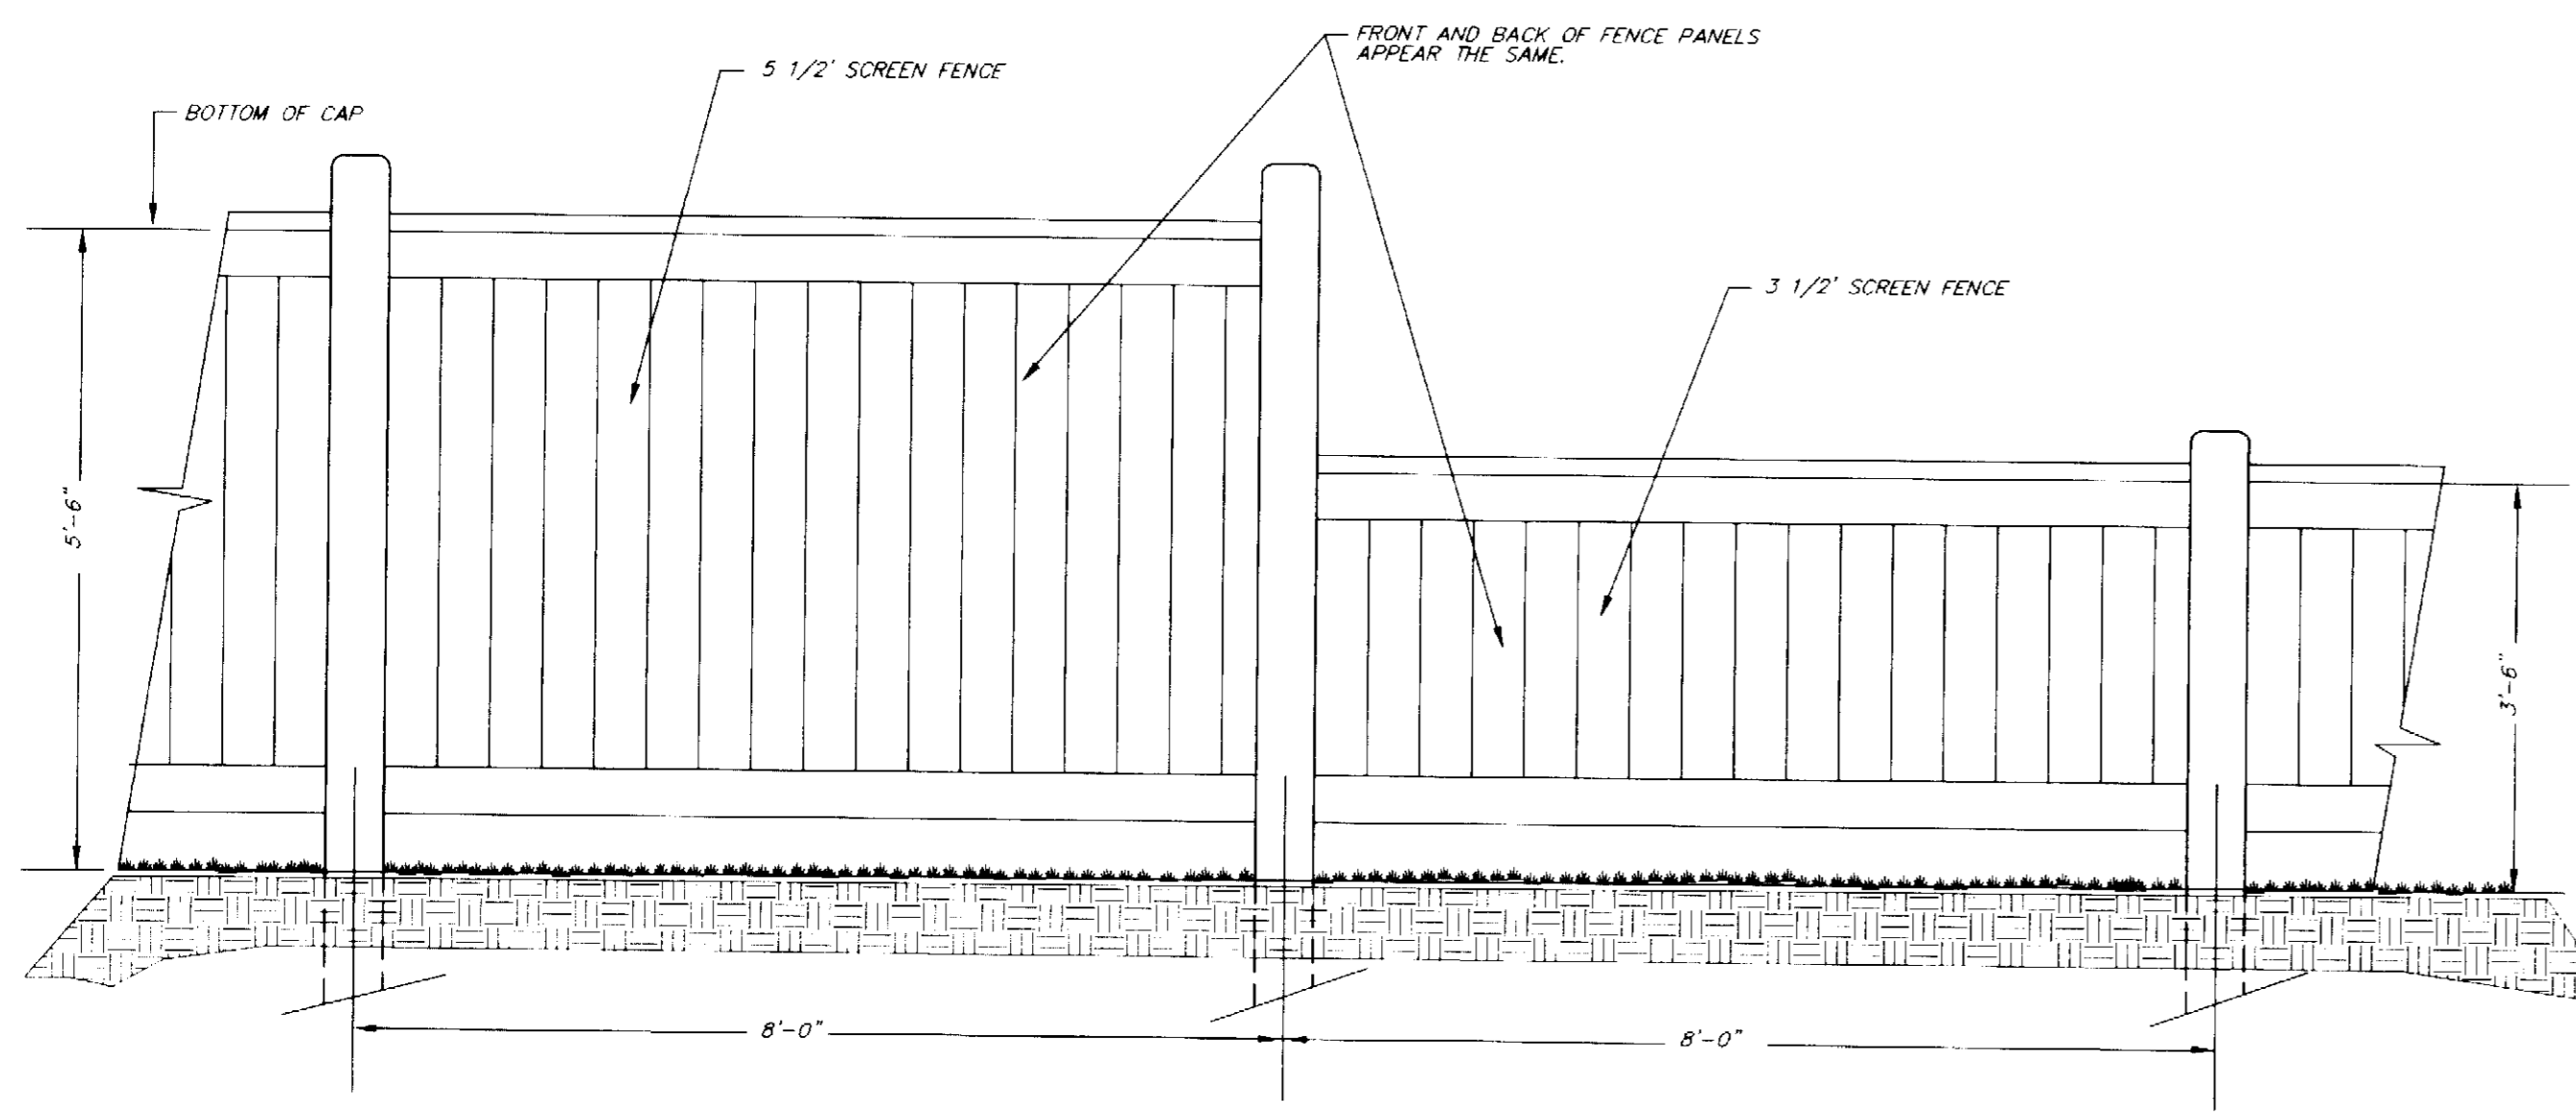 FRONT AND BACK OF FENCE PANELS
APPEAR THE SAME.
5 1/2' SCREEN FENCE
BOTTOM OF CAP
3 1/2' SCREEN FENCE
5'-6"
3'-6"
8'-0"
8'-0"